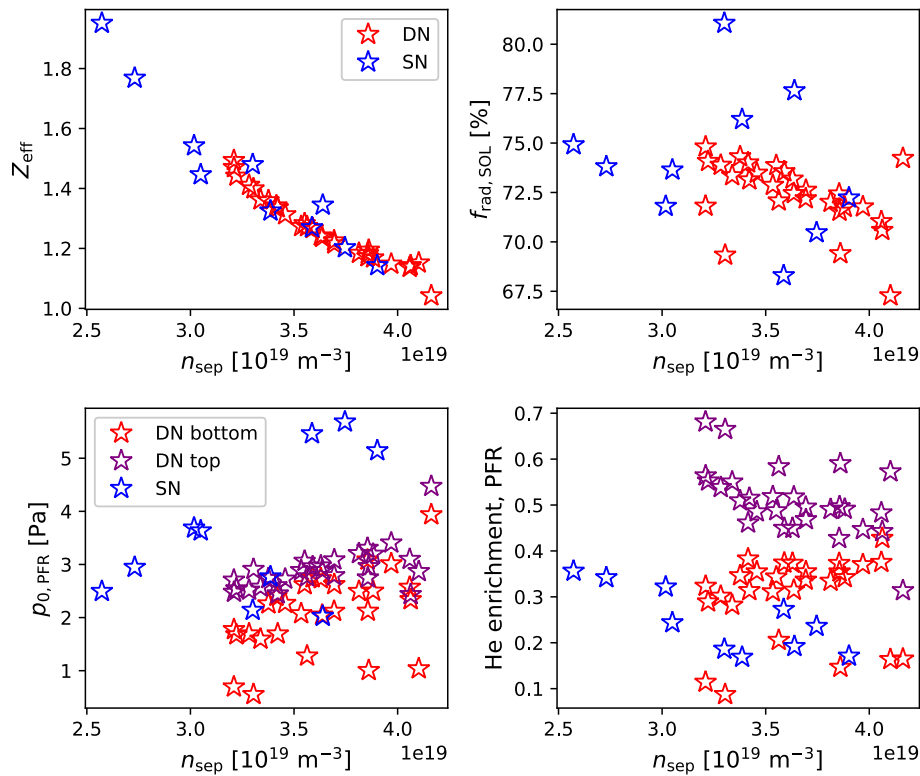 Z_eff
1.8
1.6
1.4
1.2
1.0
DN
SN
2.5 3.0 3.5 4.0
1e19
n_sep [10^19 m^−3]
f_rad, SOL [%]
80.0
77.5
75.0
72.5
70.0
67.5
2.5 3.0 3.5 4.0
1e19
n_sep [10^19 m^−3]
p_0, PFR [Pa]
5
4
3
2
1
DN bottom
DN top
SN
2.5 3.0 3.5 4.0
1e19
n_sep [10^19 m^−3]
He enrichment, PFR
0.7
0.6
0.5
0.4
0.3
0.2
0.1
2.5 3.0 3.5 4.0
1e19
n_sep [10^19 m^−3]